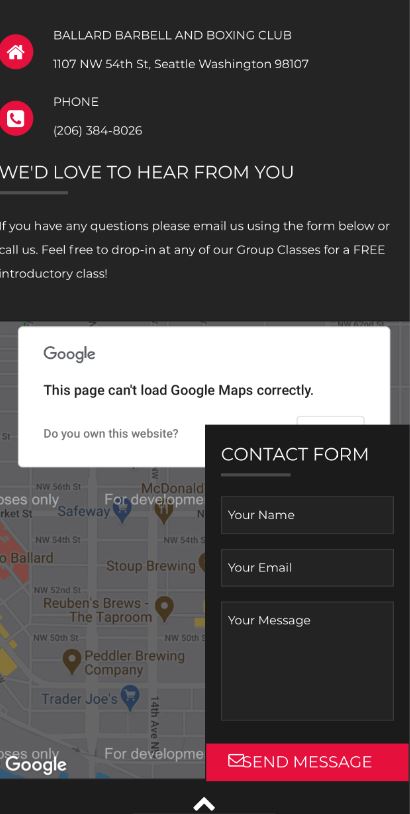 BALLARD BARBELL AND BOXING CLUB
1107 NW 54th St, Seattle Washington 98107
PHONE
(206) 384-8026
WE'D LOVE TO HEAR FROM YOU
If you have any questions please email us using the form below or
call us. Feel free to drop-in at any of our Group Classes for a FREE
introductory class!
Google
This page can't load Google Maps correctly.
Do you own this website?
CONTACT FORM
Your Name
Your Email
Your Message
SEND MESSAGE
St
NW 56th St
McDonald
oses only
For developme
Safeway
rket St
NW 54th St
NW 54th St
o Ballard
Stoup Brewing
NW 52nd St
Reuben's Brews -
The Taproom
NW 50th St
NW 50th S
Peddler Brewing
Company
Trader Joe's
14th Ave N
oses only
For developme
Google